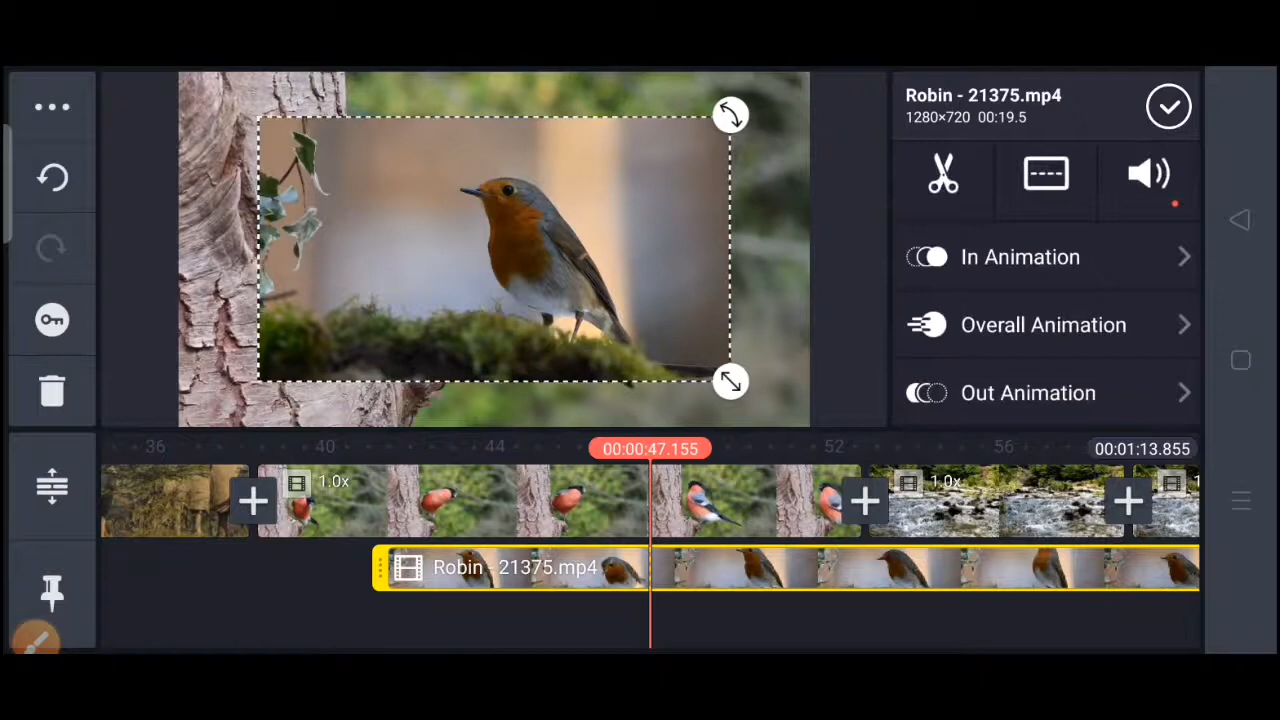 Robin - 21375.mp4
1280×720 00:19.5
In Animation
Overall Animation
Out Animation
36 40 44 00:00:47.155 52 56 00:01:13.855
1.0x 1.0x 1
Robin - 21375.mp4